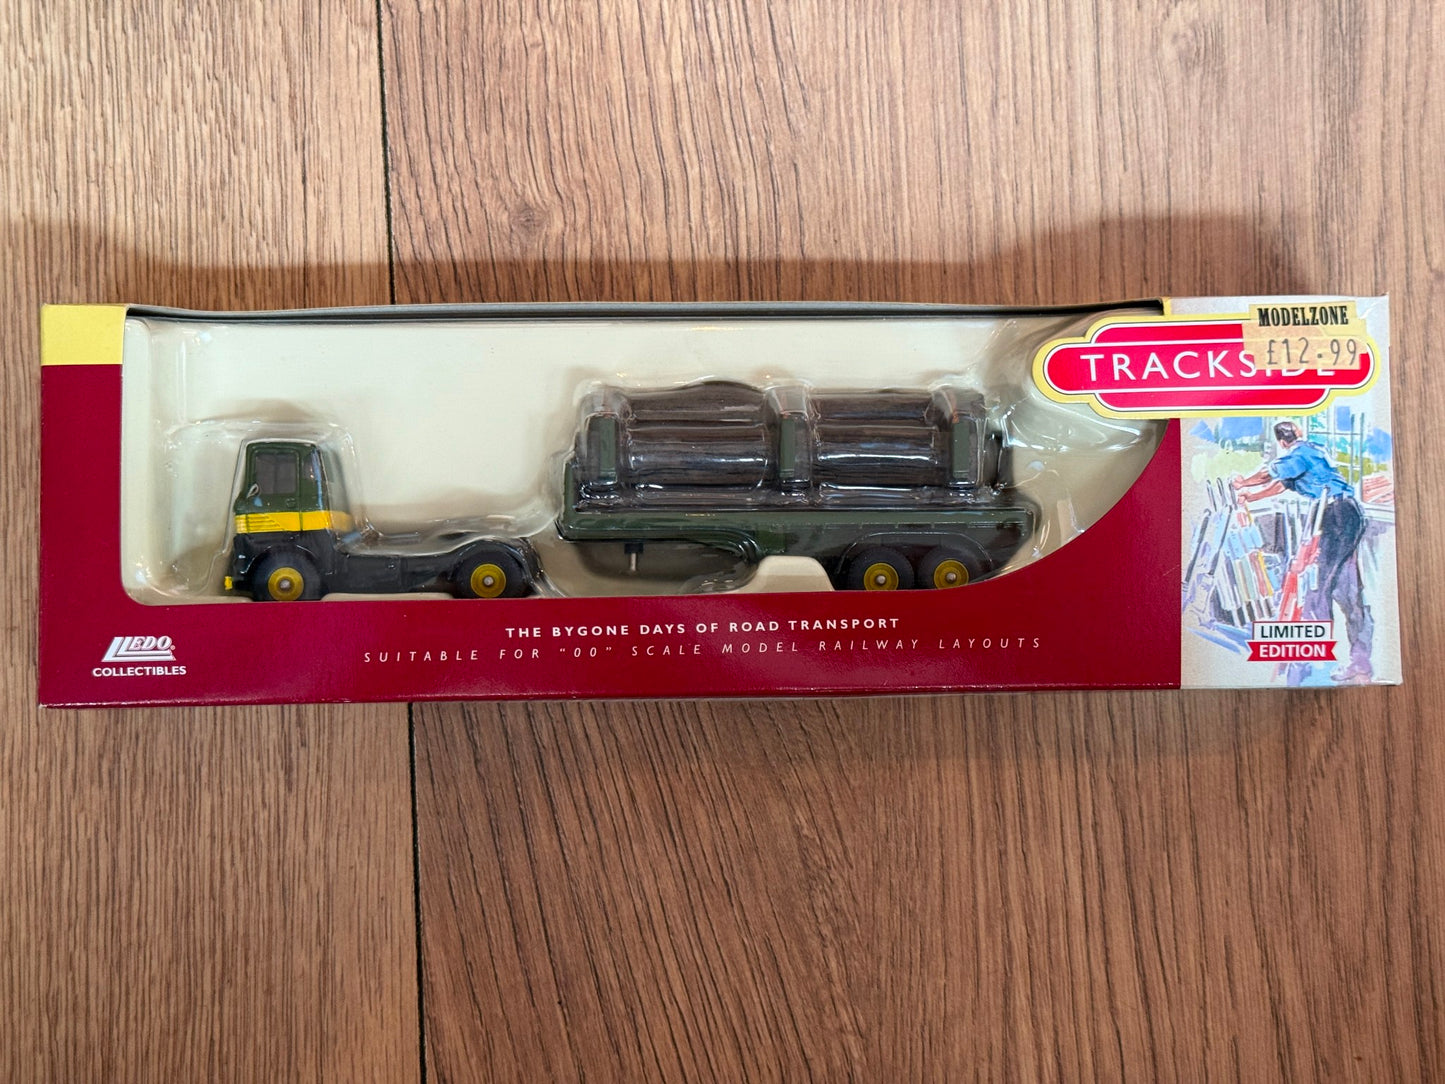 MODELZONE
£12.99
TRACKSIDE
LIMITED
EDITION
THE BYGONE DAYS OF ROAD TRANSPORT
SUITABLE FOR "00" SCALE MODEL RAILWAY LAYOUTS
LLEDO
COLLECTIBLES